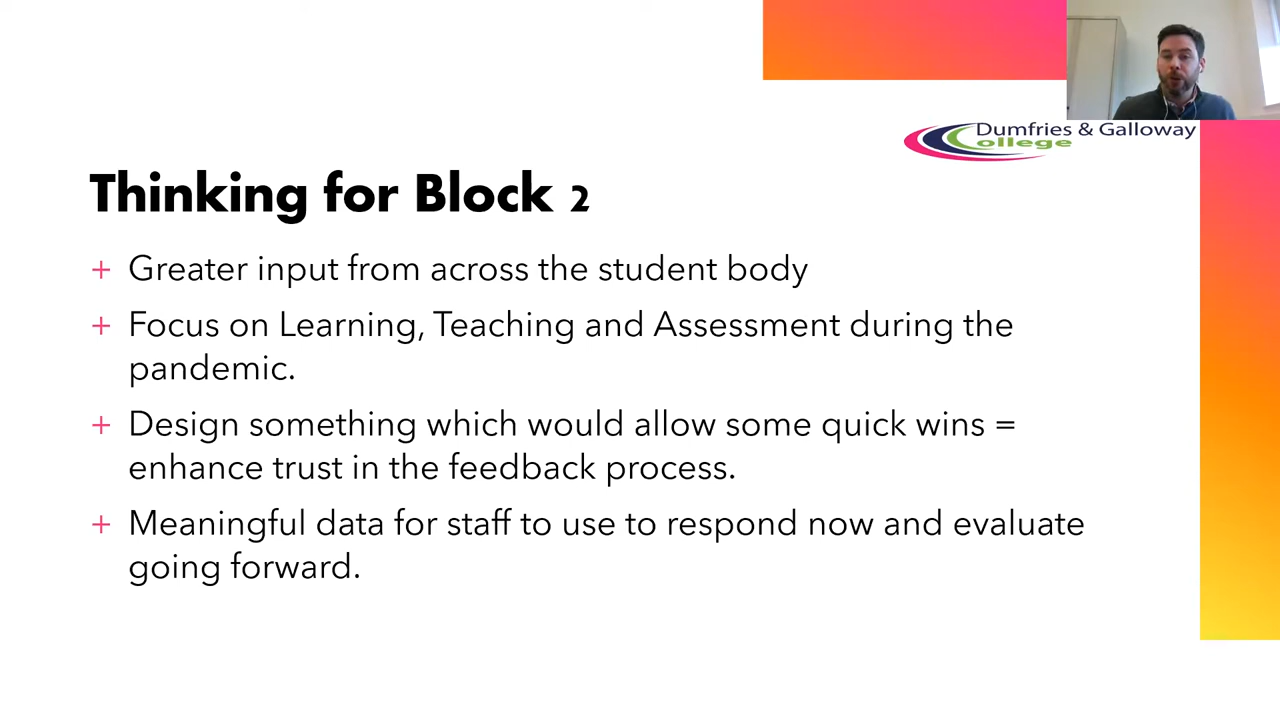 Dumfries & Galloway
College
Thinking for Block 2
+ Greater input from across the student body
+ Focus on Learning, Teaching and Assessment during the
pandemic.
+ Design something which would allow some quick wins =
enhance trust in the feedback process.
+ Meaningful data for staff to use to respond now and evaluate
going forward.